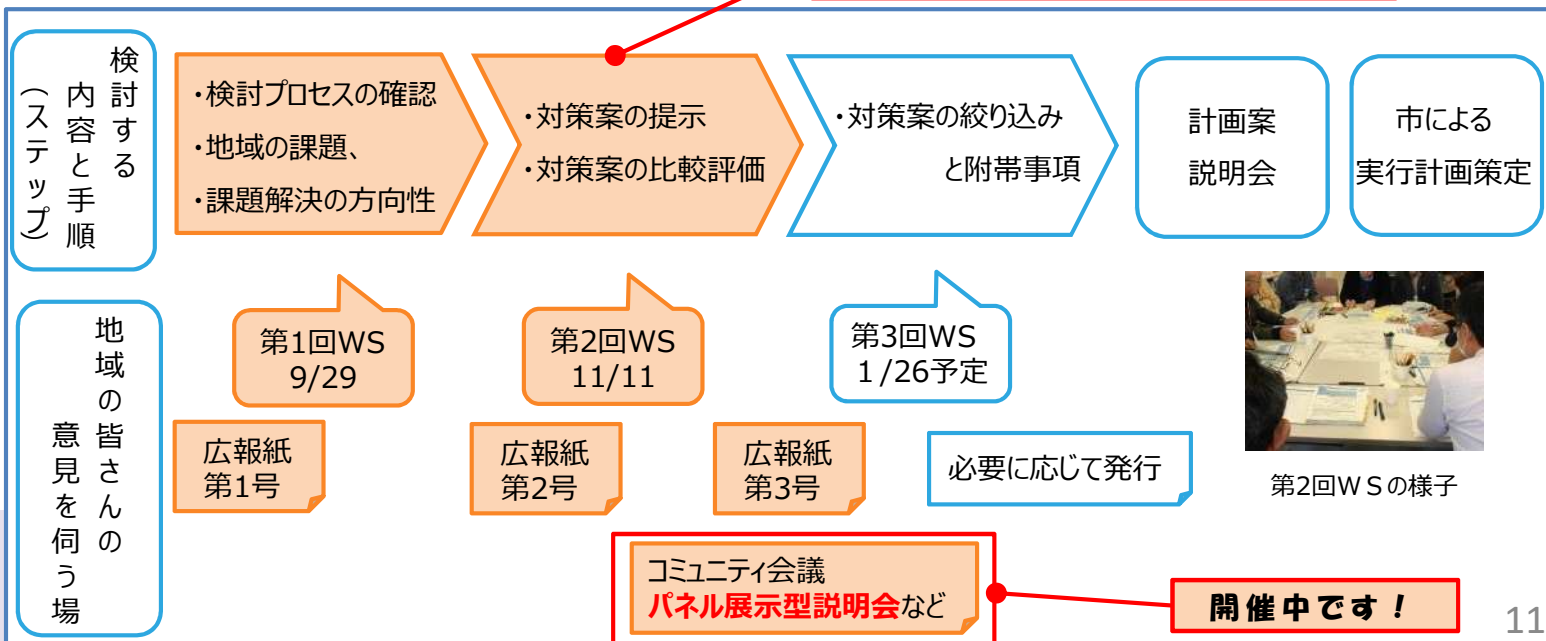 検討する
内容と手順
(ステップ)
・検討プロセスの確認
・地域の課題、
・課題解決の方向性
・対策案の提示
・対策案の比較評価
・対策案の絞り込み
と附帯事項
計画案
説明会
市による
実行計画策定
地域の皆さんの
意見を伺う場
第1回WS
9/29
第2回WS
11/11
第3回WS
1/26予定
広報紙
第1号
広報紙
第2号
広報紙
第3号
必要に応じて発行
第2回WSの様子
コミュニティ会議
パネル展示型説明会など
開催中です!
11